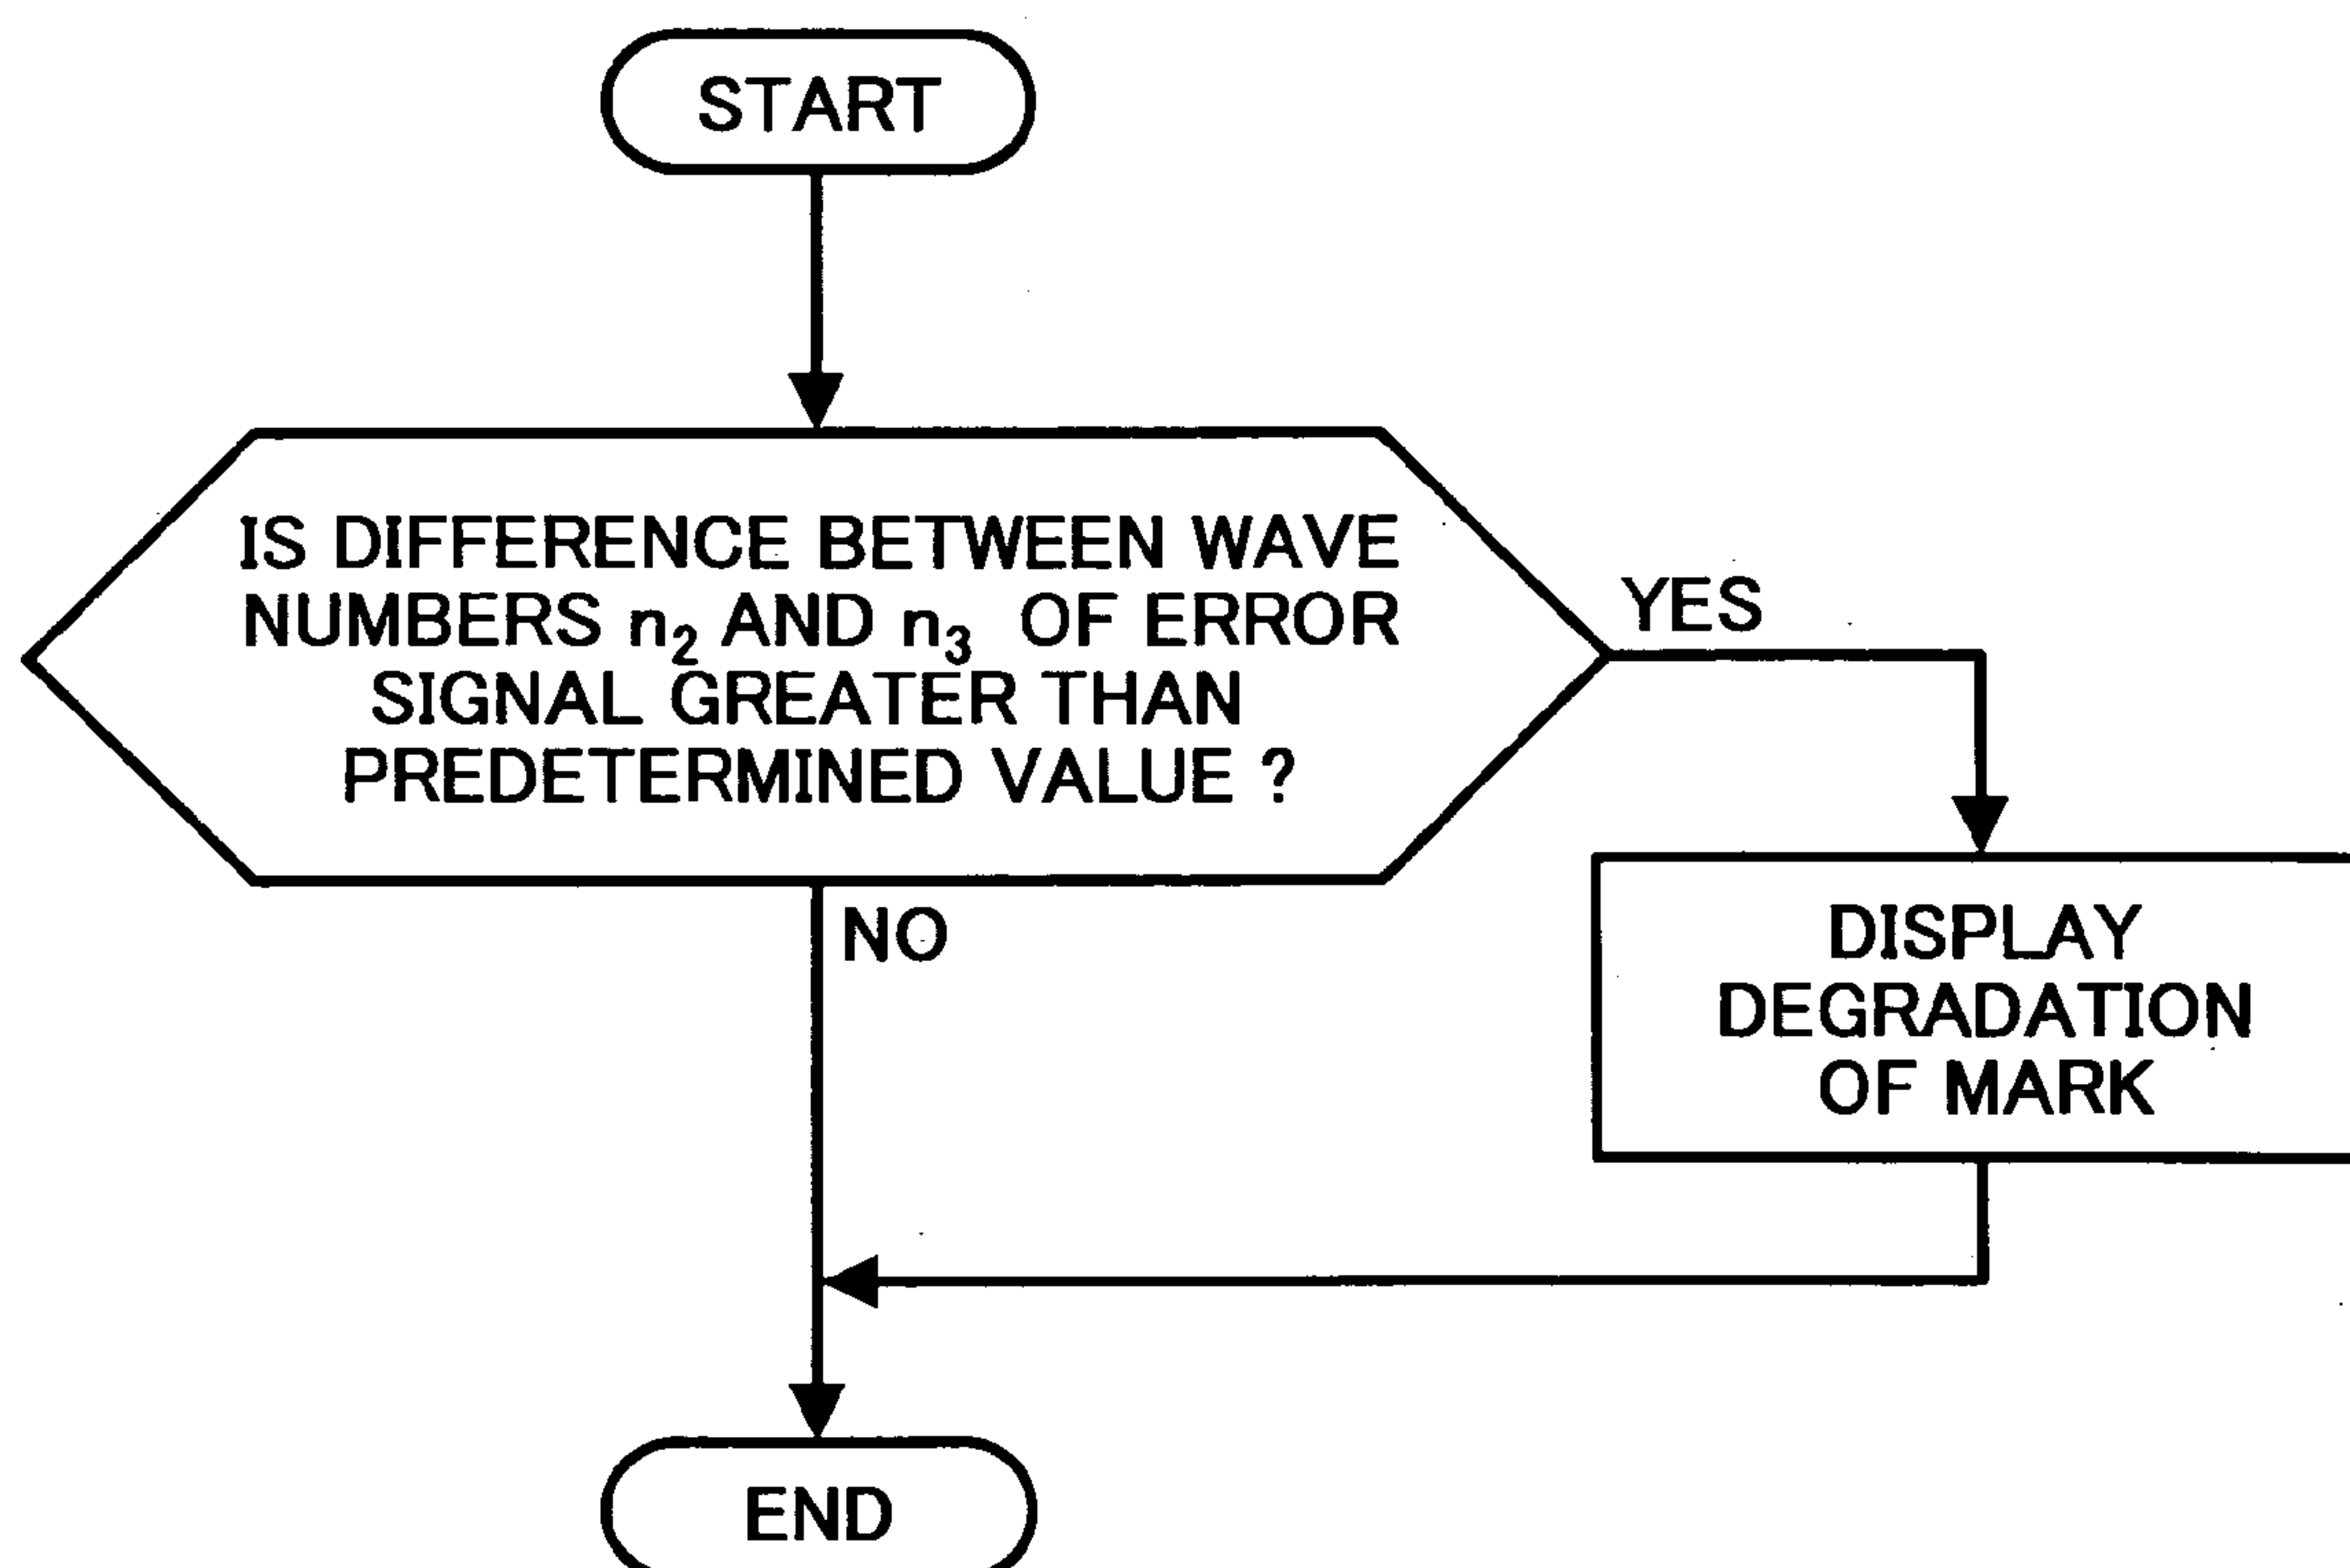 START
IS DIFFERENCE BETWEEN WAVE
NUMBERS n₂ AND n₃ OF ERROR
SIGNAL GREATER THAN
PREDETERMINED VALUE ?
YES
NO
DISPLAY
DEGRADATION
OF MARK
END